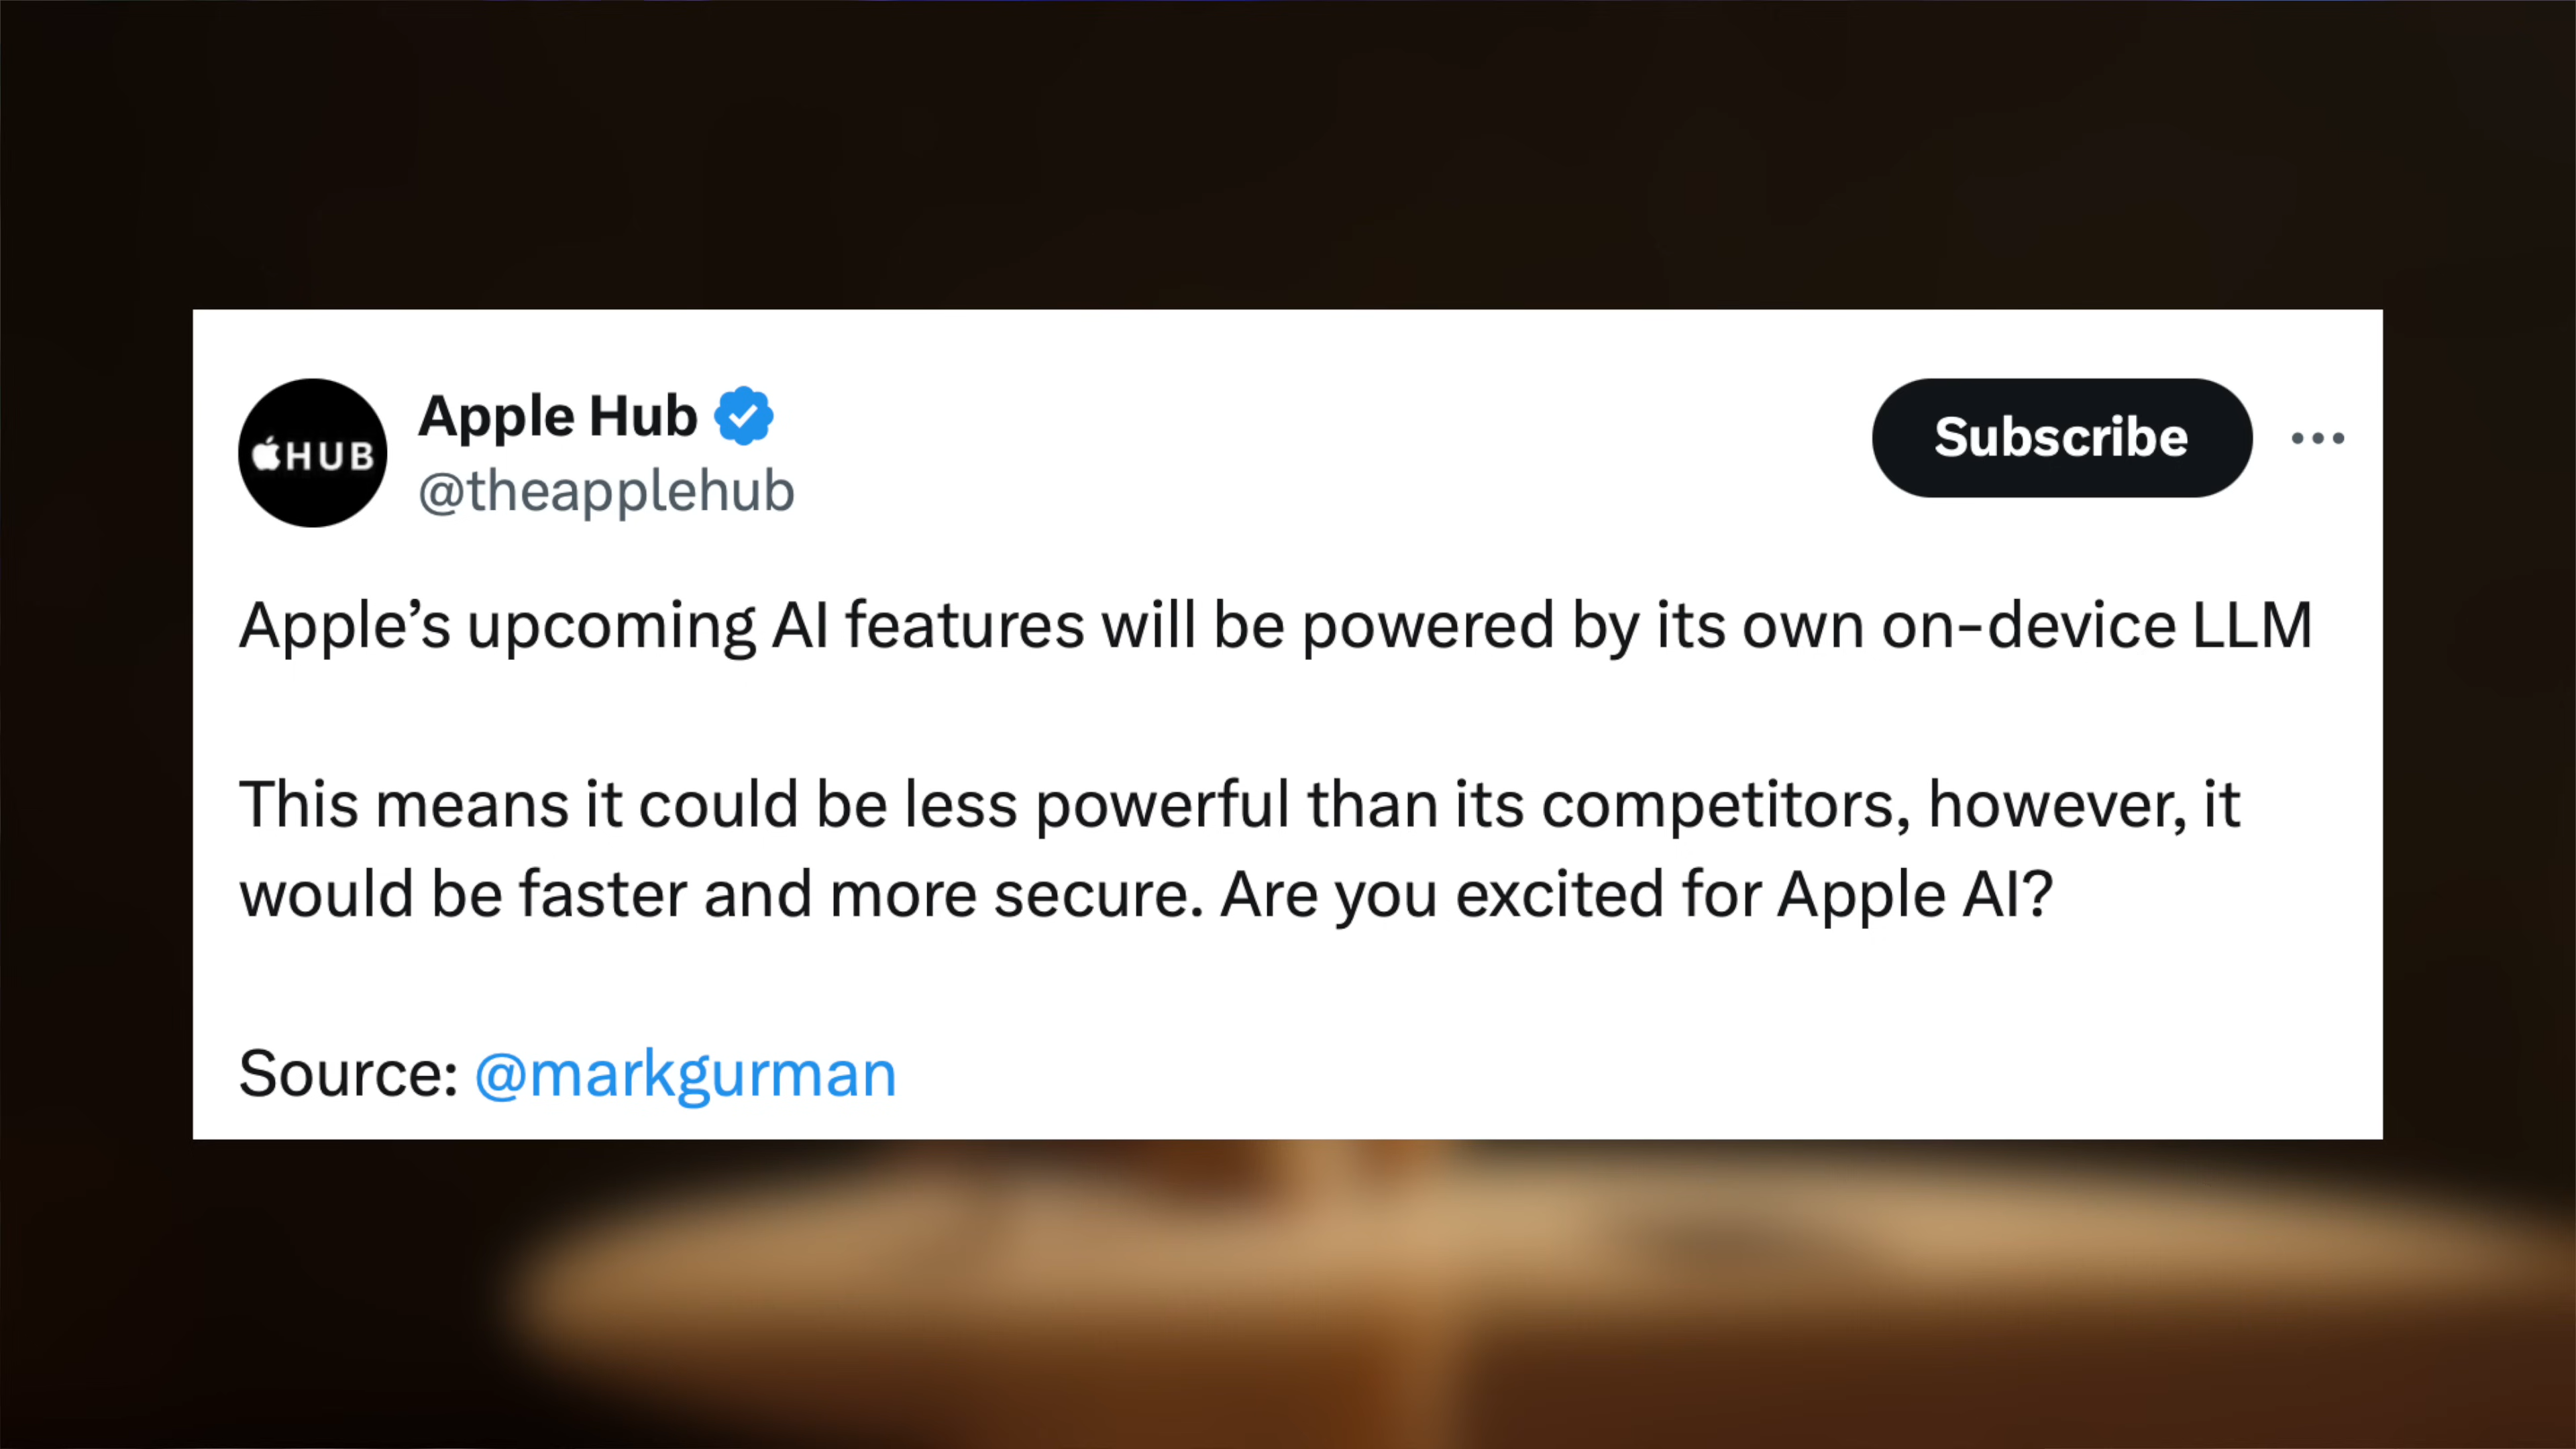 HUB
Apple Hub
@theapplehub
Subscribe
Apple’s upcoming AI features will be powered by its own on-device LLM
This means it could be less powerful than its competitors, however, it
would be faster and more secure. Are you excited for Apple AI?
Source: @markgurman